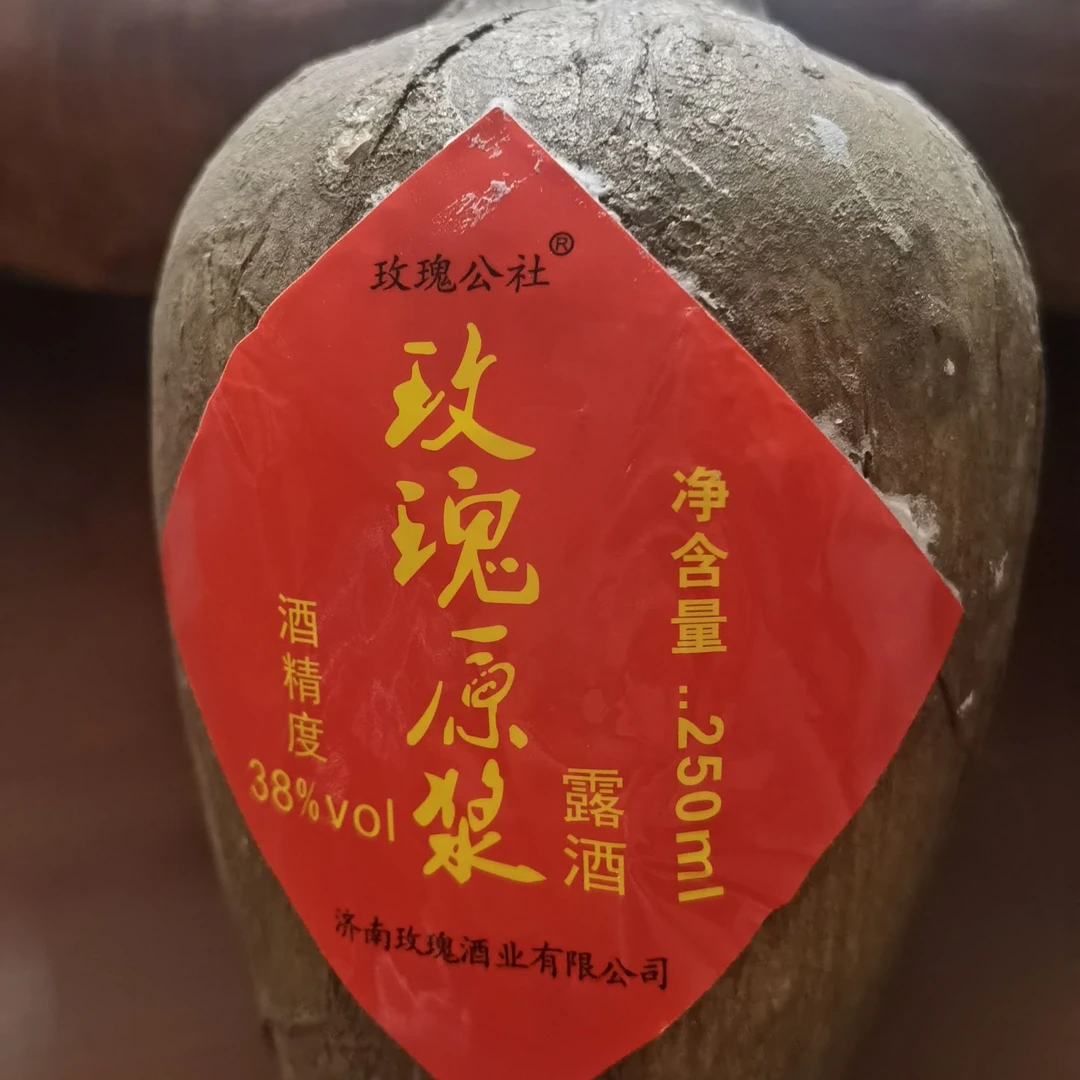 玫瑰公社®
玫瑰原浆
露酒
净含量:250ml
酒精度
38%vol
济南玫瑰酒业有限公司